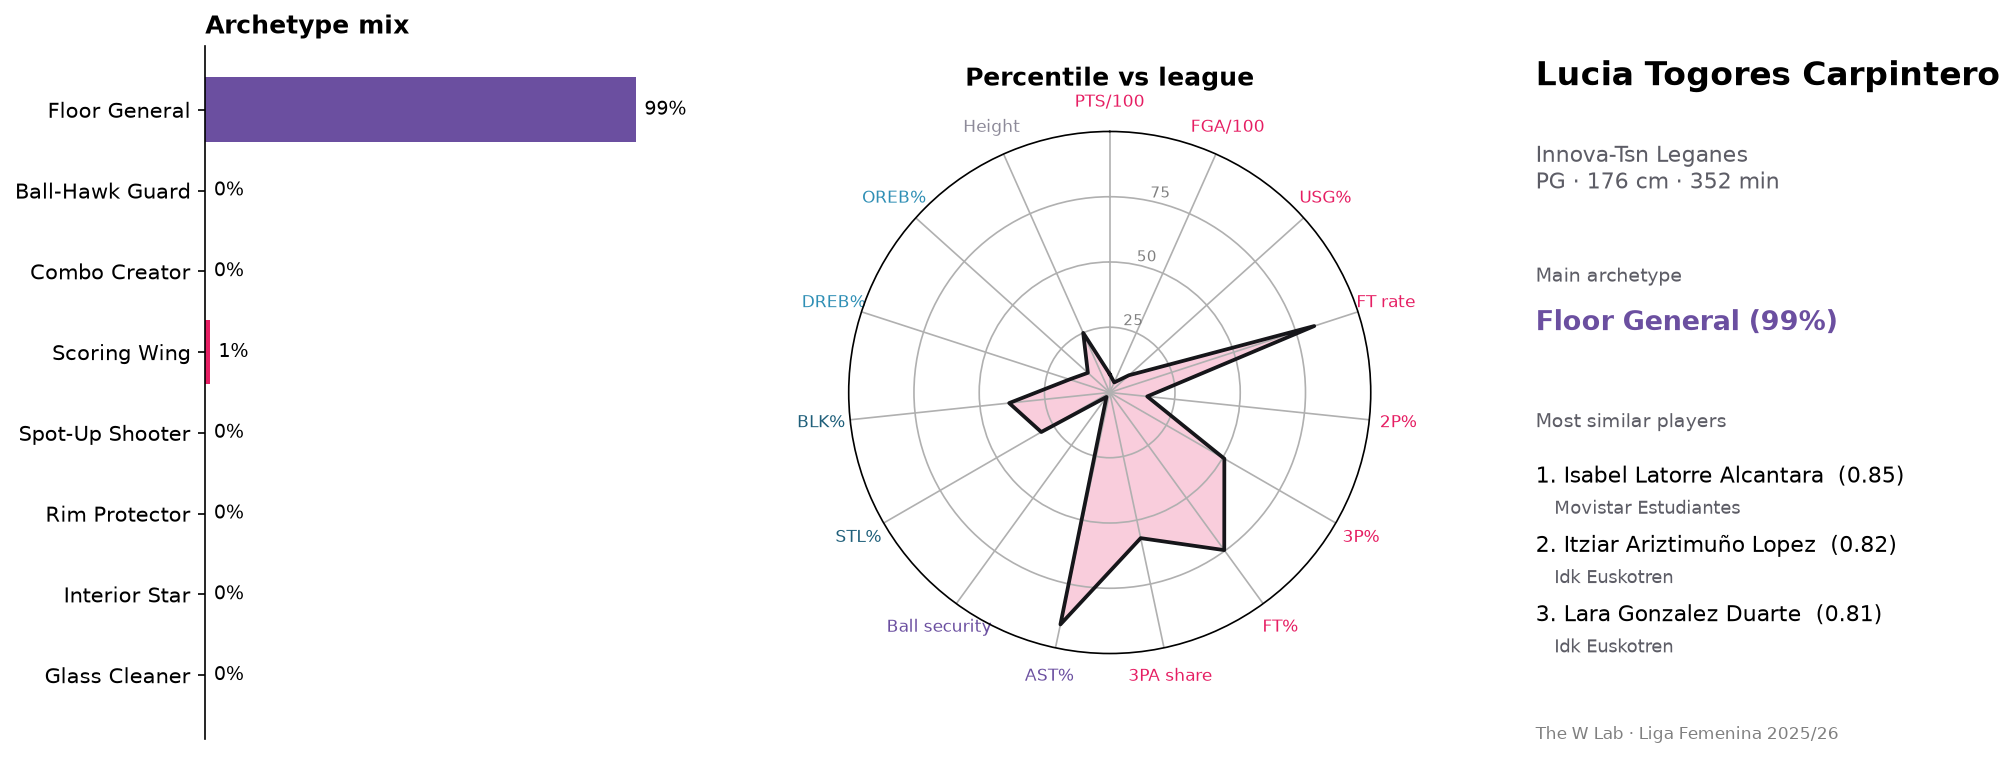 Archetype mix
Floor General
99%
Ball-Hawk Guard
0%
Combo Creator
0%
Scoring Wing
1%
Spot-Up Shooter
0%
Rim Protector
0%
Interior Star
0%
Glass Cleaner
0%
Percentile vs league
PTS/100
FGA/100
USG%
FT rate
2P%
3P%
FT%
3PA share
AST%
Ball security
STL%
BLK%
DREB%
OREB%
Height
75
50
25
Lucia Togores Carpintero
Innova-Tsn Leganes
PG · 176 cm · 352 min
Main archetype
Floor General (99%)
Most similar players
1. Isabel Latorre Alcantara (0.85)
Movistar Estudiantes
2. Itziar Ariztimuño Lopez (0.82)
Idk Euskotren
3. Lara Gonzalez Duarte (0.81)
Idk Euskotren
The W Lab · Liga Femenina 2025/26